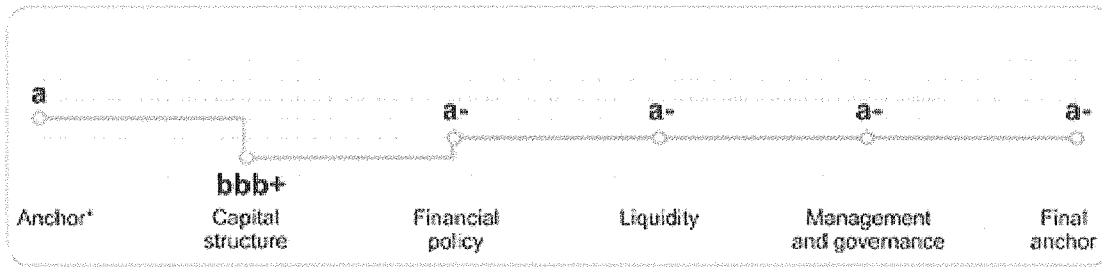 a
a-
a-
a-
a-
bbb+
Anchor*
Capital
structure
Financial
policy
Liquidity
Management
and governance
Final
anchor